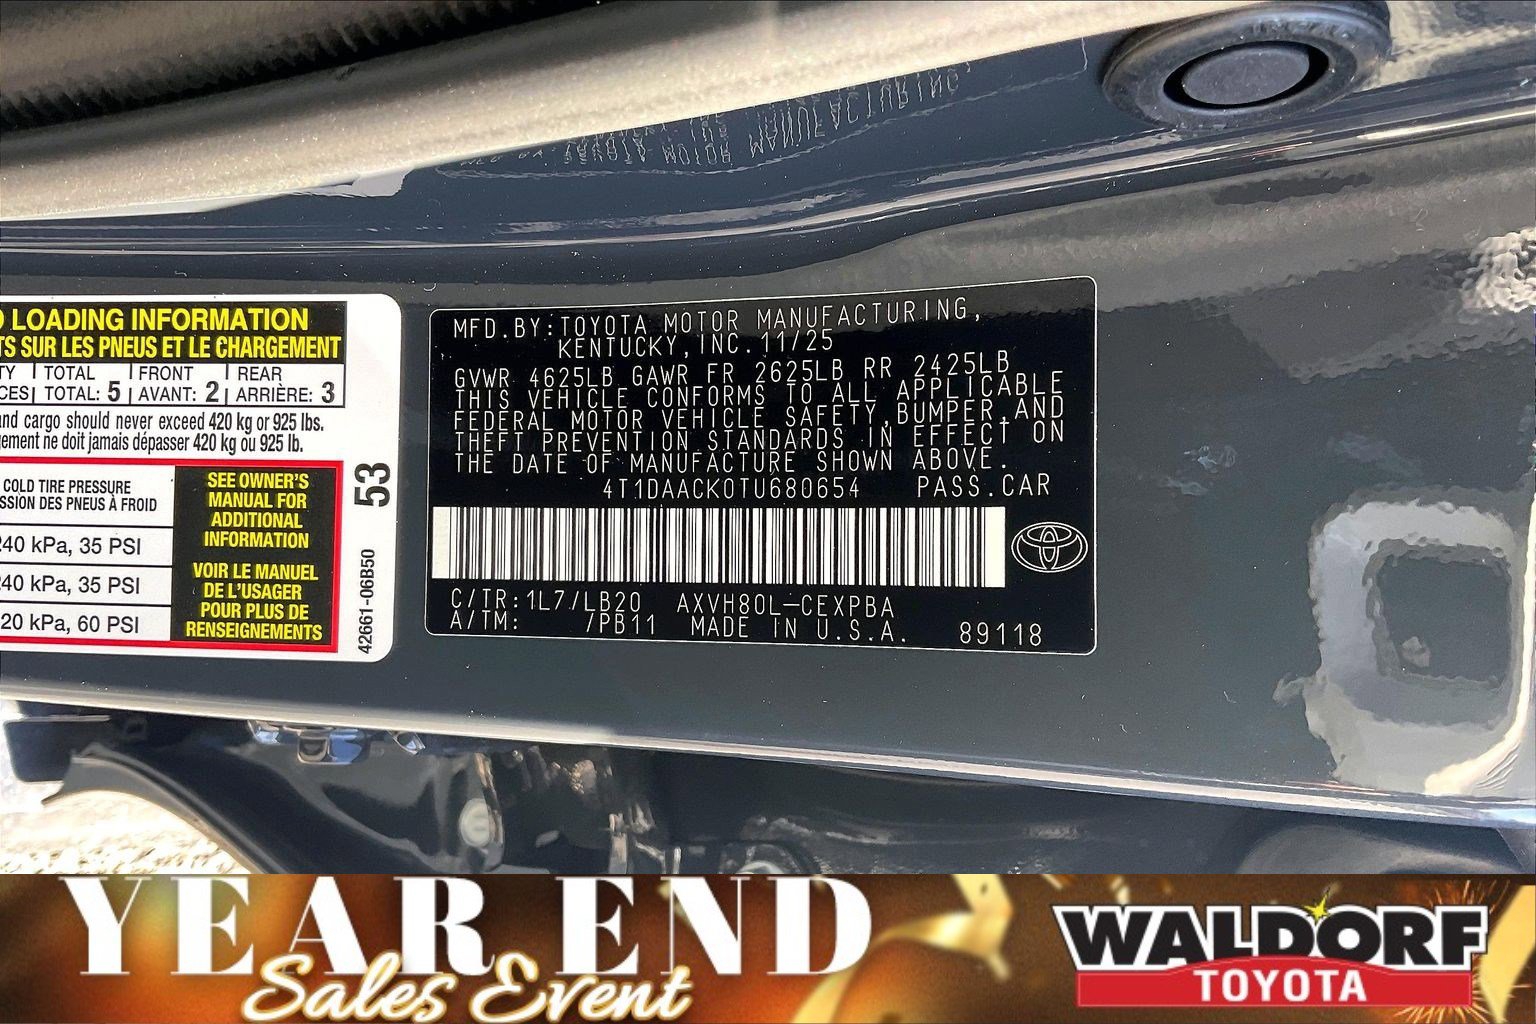 D LOADING INFORMATION
TS SUR LES PNEUS ET LE CHARGEMENT
TY TOTAL FRONT REAR
CES TOTAL: 5 AVANT: 2 ARRIÈRE: 3
and cargo should never exceed 420 kg or 925 lbs.
gement ne doit jamais dépasser 420 kg ou 925 lb.
COLD TIRE PRESSURE
SSION DES PNEUS À FROID
240 kPa, 35 PSI
240 kPa, 35 PSI
20 kPa, 60 PSI
SEE OWNER'S
MANUAL FOR
ADDITIONAL
INFORMATION
VOIR LE MANUEL
DE L'USAGER
POUR PLUS DE
RENSEIGNEMENTS
53
42661-06B50
MFD.BY:TOYOTA MOTOR MANUFACTURING,
KENTUCKY,INC.11/25
GVWR 4625LB GAWR FR 2625LB RR 2425LB
THIS VEHICLE CONFORMS TO ALL APPLICABLE
FEDERAL MOTOR VEHICLE SAFETY,BUMPER,AND
THEFT PREVENTION STANDARDS IN EFFECT ON
THE DATE OF MANUFACTURE SHOWN ABOVE.
4T1DAACK0TU680654 PASS.CAR
C/TR:1L7/LB20 AXVH80L-CEXPBA
A/TM: /PB11 MADE IN U.S.A. 89118
YEAR END
Sales Event
WALDORF
TOYOTA